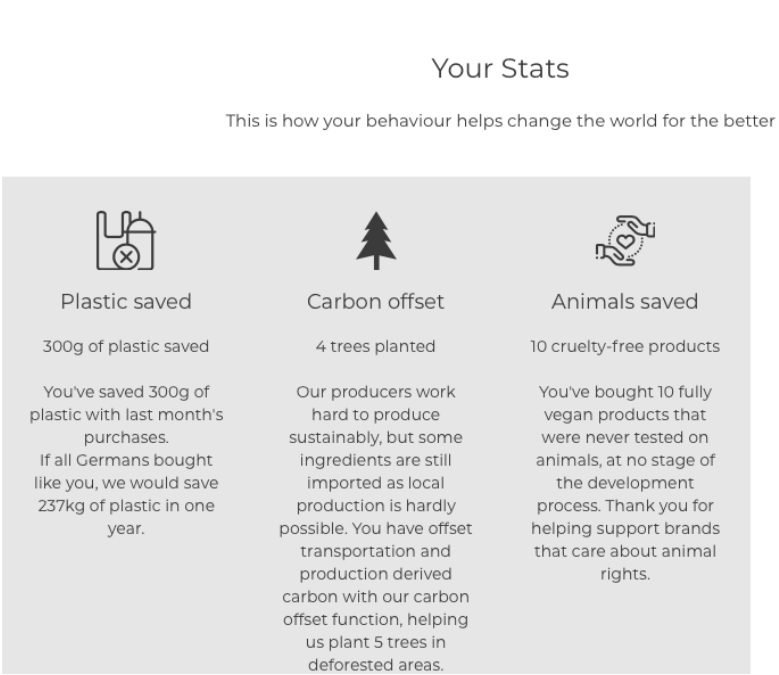 Your Stats
This is how your behaviour helps change the world for the better
Plastic saved
300g of plastic saved
You've saved 300g of
plastic with last month's
purchases.
If all Germans bought
like you, we would save
237kg of plastic in one
year.
Carbon offset
4 trees planted
Our producers work
hard to produce
sustainably, but some
ingredients are still
imported as local
production is hardly
possible. You have offset
transportation and
production derived
carbon with our carbon
offset function, helping
us plant 5 trees in
deforested areas.
Animals saved
10 cruelty-free products
You've bought 10 fully
vegan products that
were never tested on
animals, at no stage of
the development
process. Thank you for
helping support brands
that care about animal
rights.